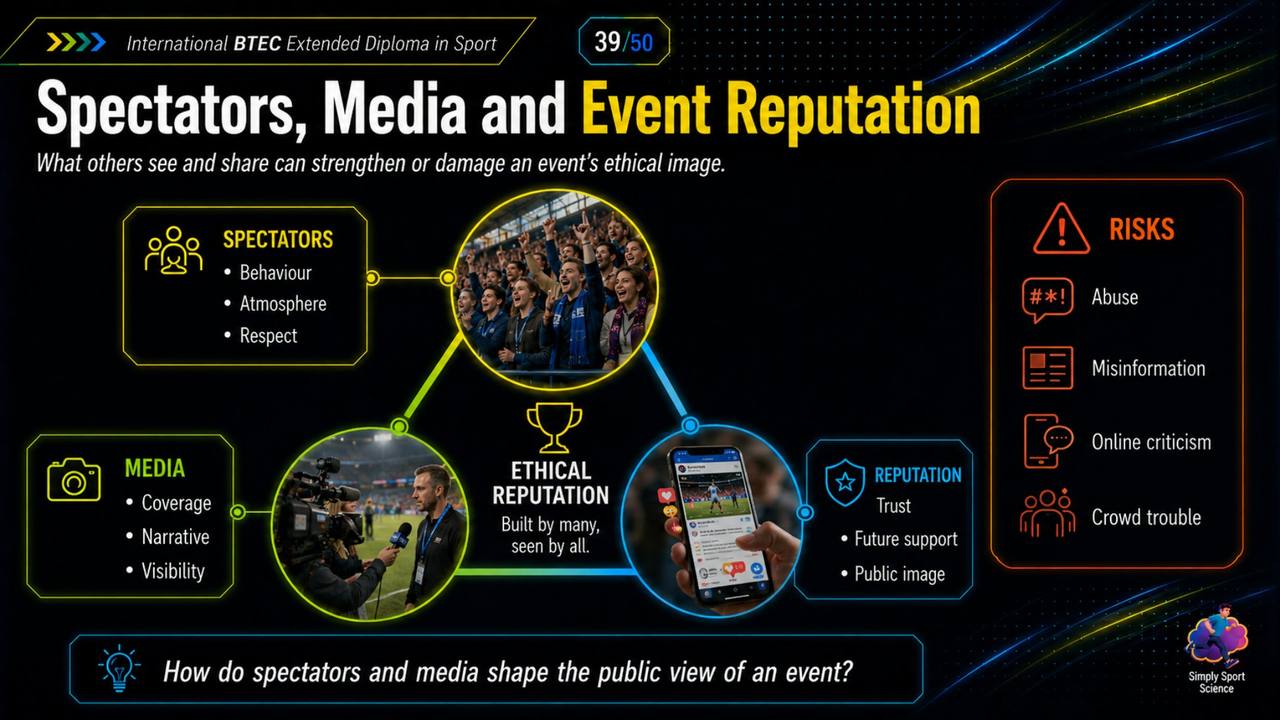 International BTEC Extended Diploma in Sport
39/50
Spectators, Media and Event Reputation
What others see and share can strengthen or damage an event's ethical image.
SPECTATORS
• Behaviour
• Atmosphere
• Respect
MEDIA
• Coverage
• Narrative
• Visibility
ETHICAL
REPUTATION
Built by many,
seen by all.
REPUTATION
Trust
• Future support
• Public image
RISKS
#*!
Abuse
Misinformation
Online criticism
Crowd trouble
How do spectators and media shape the public view of an event?
Simply Sport
Science